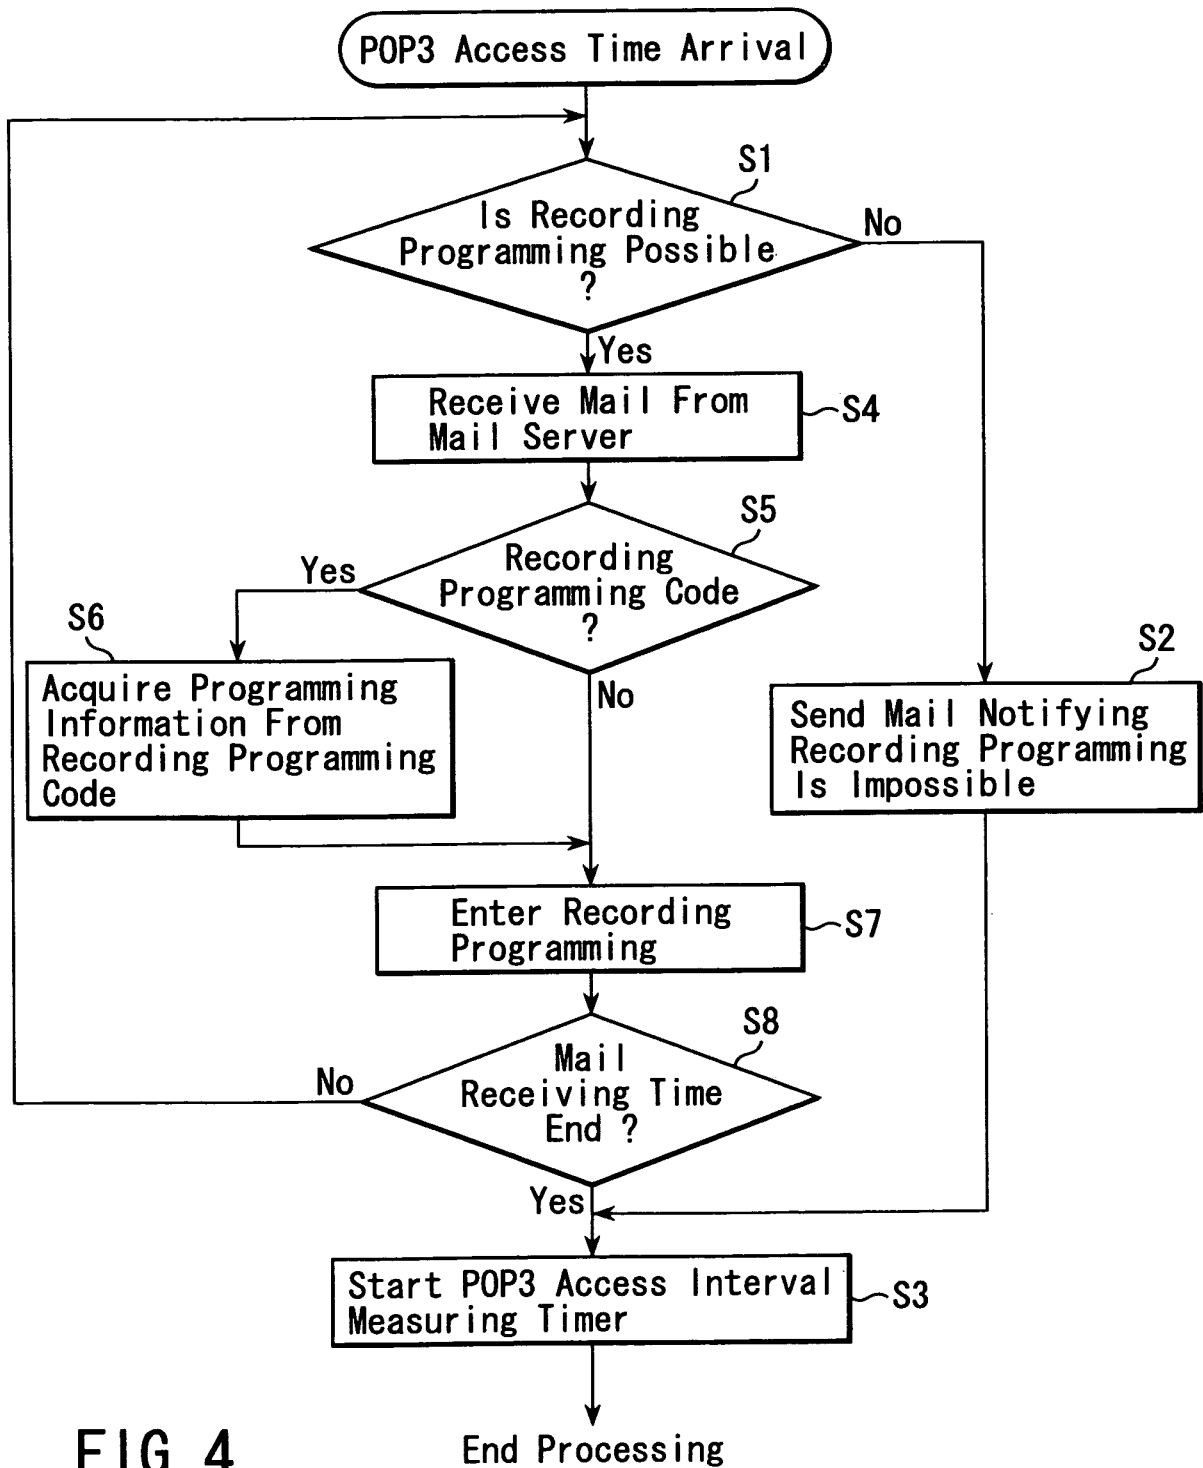 POP3 Access Time Arrival
S1
Is Recording
Programming Possible
?
No
Yes
Receive Mail From
Mail Server
S4
S5
Recording
Programming Code
?
Yes
No
S6
Acquire Programming
Information From
Recording Programming
Code
S2
Send Mail Notifying
Recording Programming
Is Impossible
Enter Recording
Programming
S7
S8
Mail
Receiving Time
End ?
No
Yes
Start POP3 Access Interval
Measuring Timer
S3
End Processing
FIG. 4